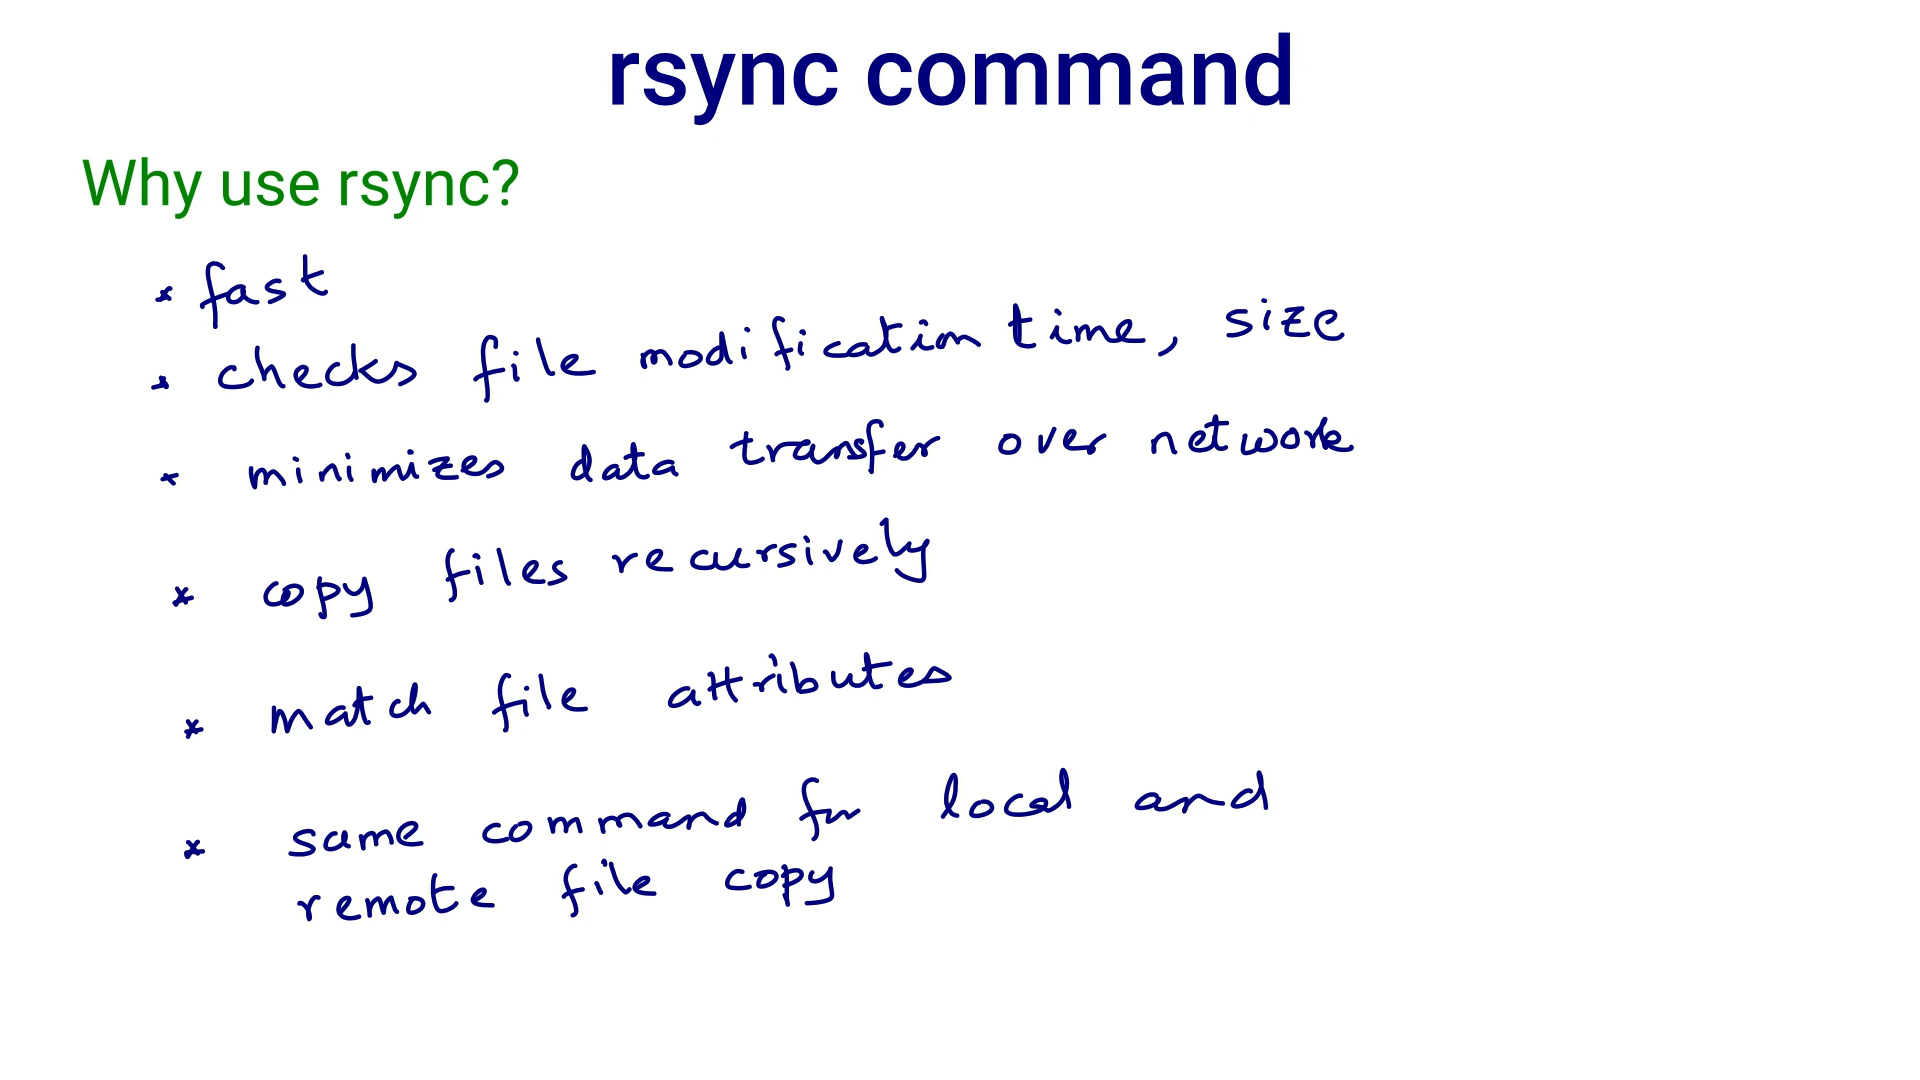 rsync command
Why use rsync?
* fast
* checks file modification time, size
* minimizes data transfer over network
* copy files recursively
* match file attributes
* same command for local and
remote file copy